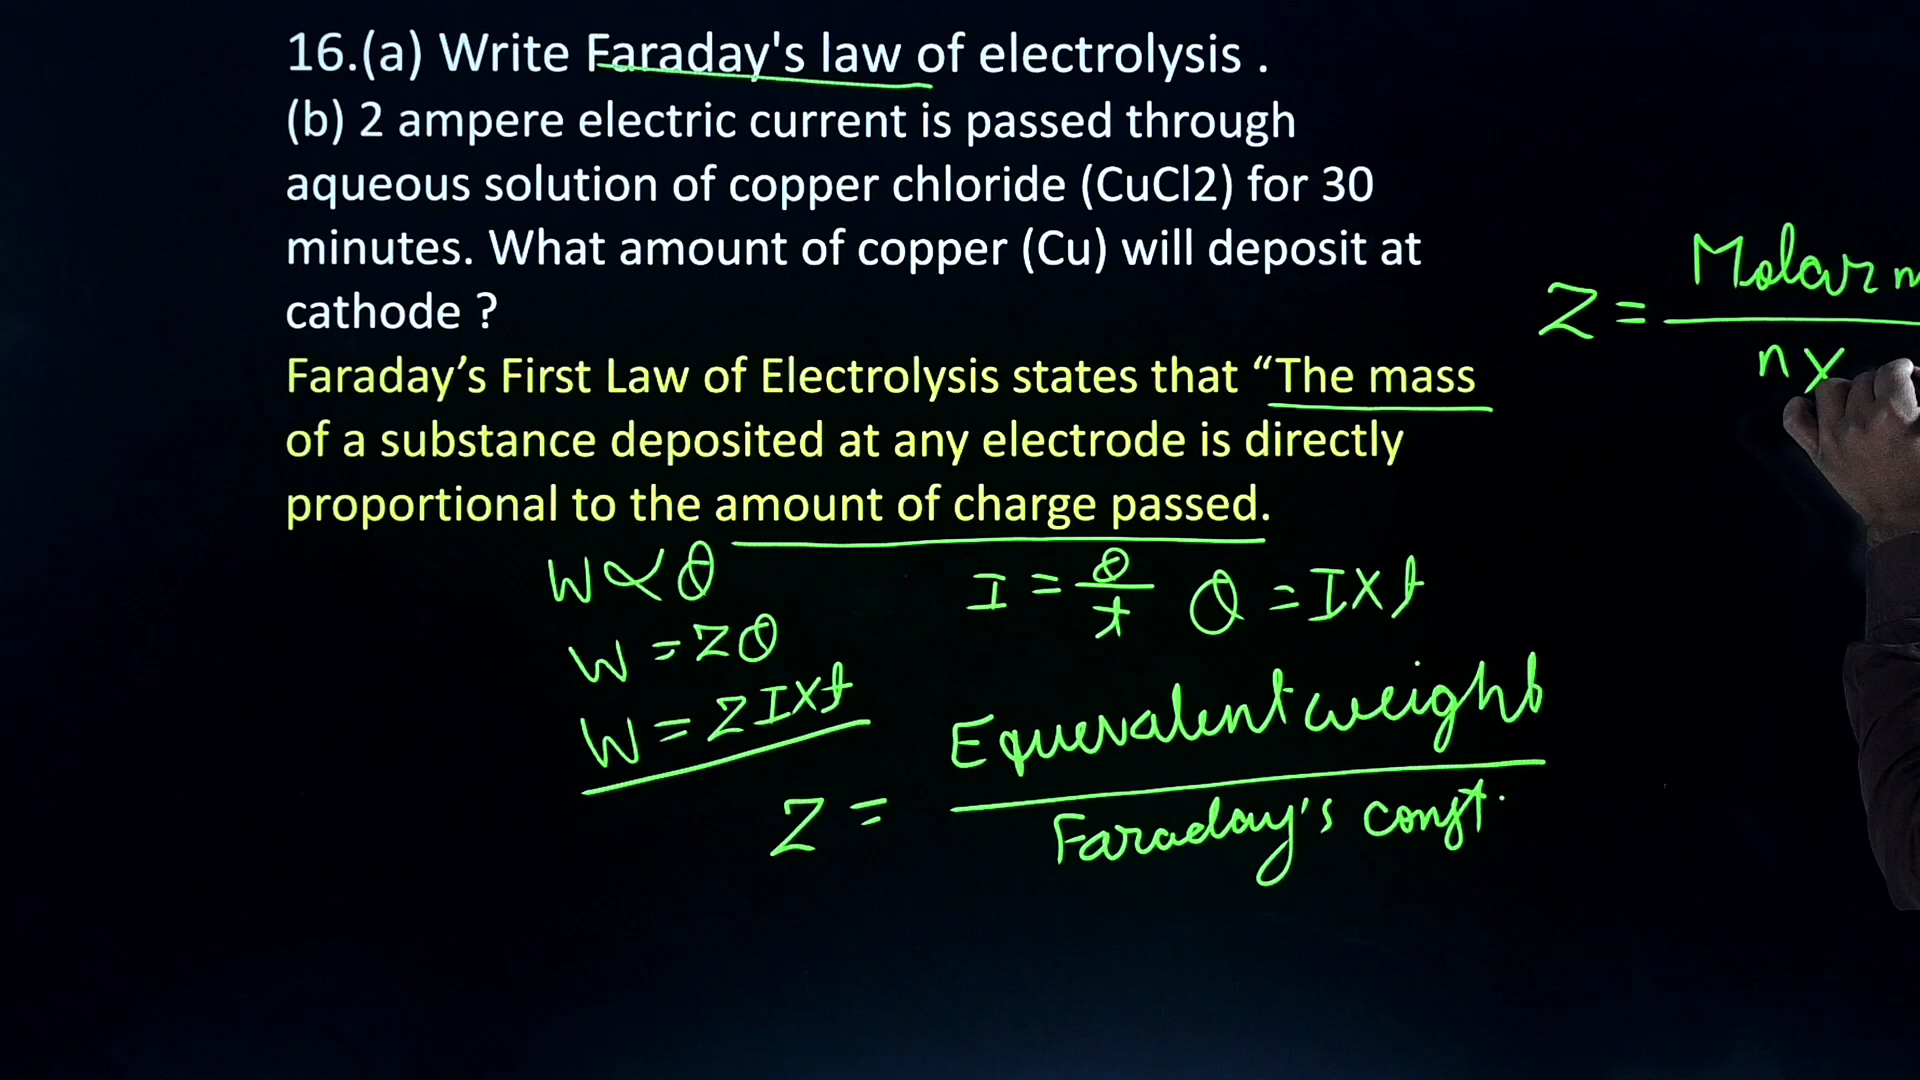 16.(a) Write Faraday's law of electrolysis .
(b) 2 ampere electric current is passed through
aqueous solution of copper chloride (CuCl2) for 30
minutes. What amount of copper (Cu) will deposit at
cathode ?
Faraday’s First Law of Electrolysis states that “The mass
of a substance deposited at any electrode is directly
proportional to the amount of charge passed.
W ∝ Q
I = Q/t Q = I X t
W = ZQ
W = Z I X t
Z = Equevalent weight
Faraday's const.
Z = Molar m
n X